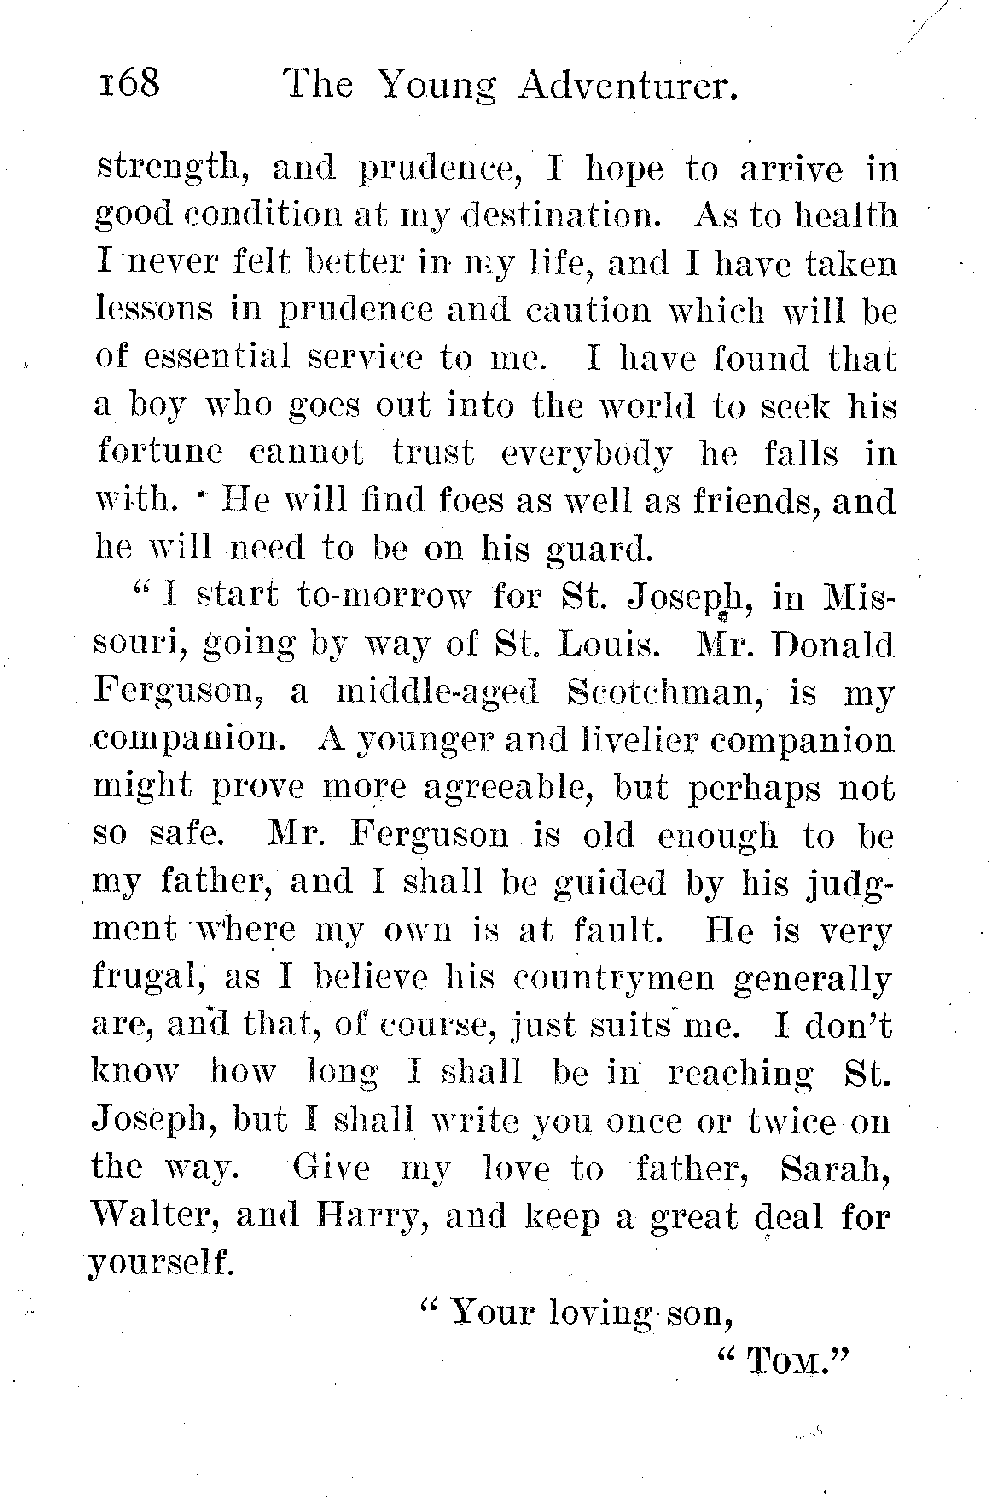 168 The Young Adventurer.
strength, and prudence, I hope to arrive in
good condition at my destination. As to health
I never felt better in my life, and I have taken
lessons in prudence and caution which will be
of essential service to me. I have found that
a boy who goes out into the world to seek his
fortune cannot trust everybody he falls in
with. He will find foes as well as friends, and
he will need to be on his guard.
“I start to-morrow for St. Joseph, in Mis-
souri, going by way of St. Louis. Mr. Donald
Ferguson, a middle-aged Scotchman, is my
companion. A younger and livelier companion
might prove more agreeable, but perhaps not
so safe. Mr. Ferguson is old enough to be
my father, and I shall be guided by his judg-
ment where my own is at fault. He is very
frugal, as I believe his countrymen generally
are, and that, of course, just suits me. I don't
know how long I shall be in reaching St.
Joseph, but I shall write you once or twice on
the way. Give my love to father, Sarah,
Walter, and Harry, and keep a great deal for
yourself.
“Your loving son,
“TOM.”